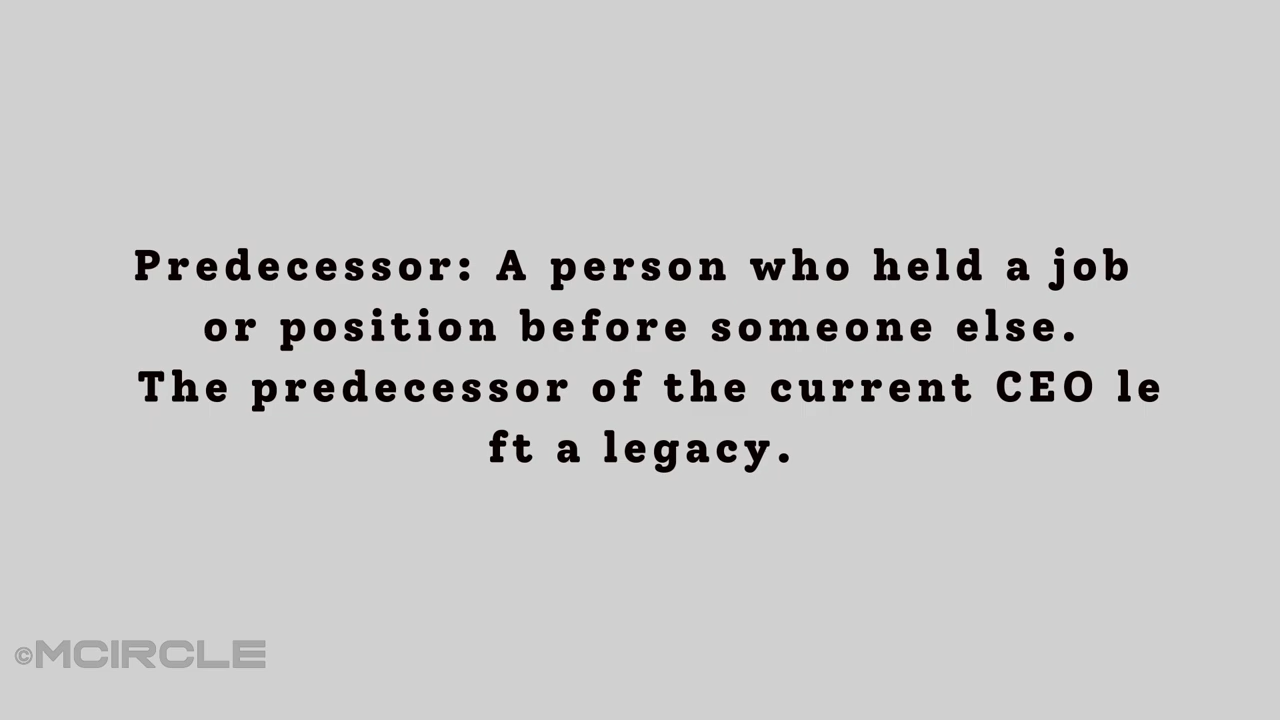 Predecessor: A person who held a job
or position before someone else.
The predecessor of the current CEO le
ft a legacy.
©MCIRCLE